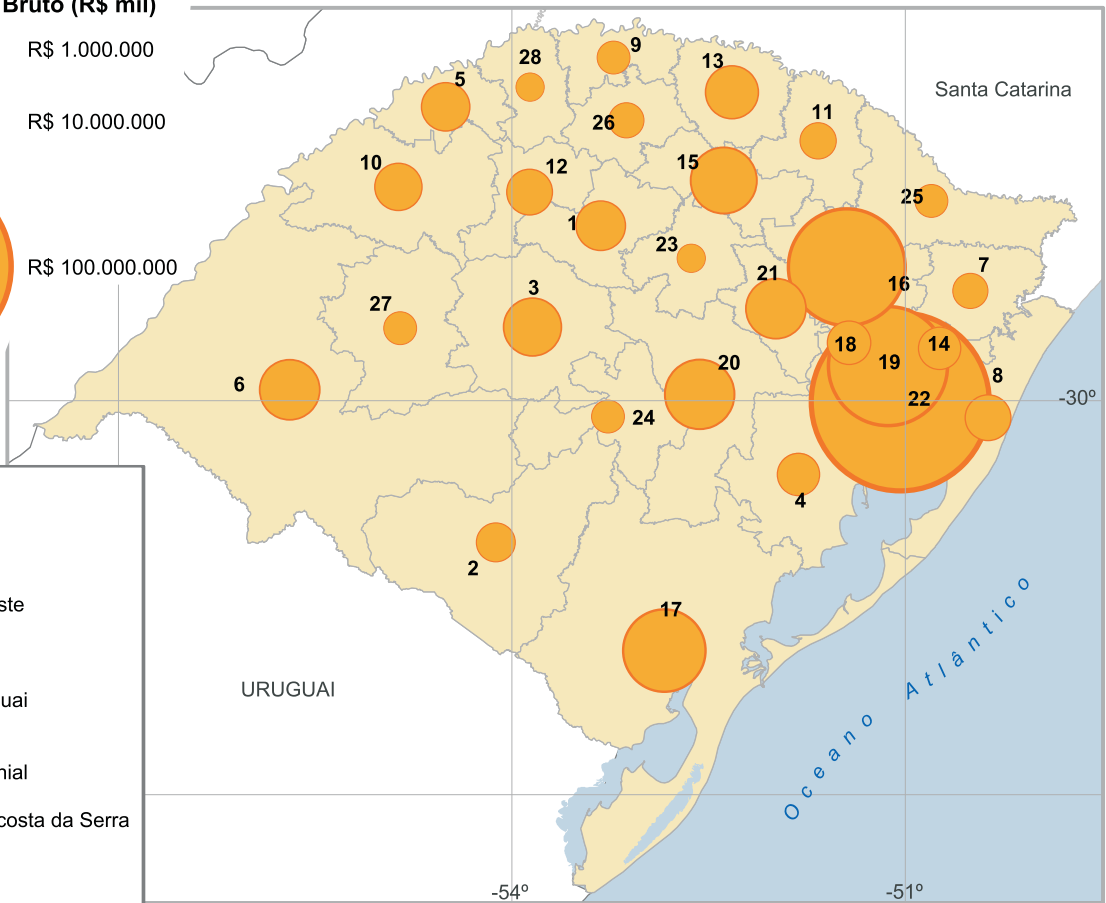 Bruto (R$ mil)
R$ 1.000.000
R$ 10.000.000
R$ 100.000.000
9
28
13
5
Santa Catarina
11
26
15
10
12
25
1
23
21
7
16
3
27
18
14
19
20
8
6
22
-30º
24
4
2
ste
17
URUGUAI
uai
Oceano Atlântico
nial
costa da Serra
-54º
-51º